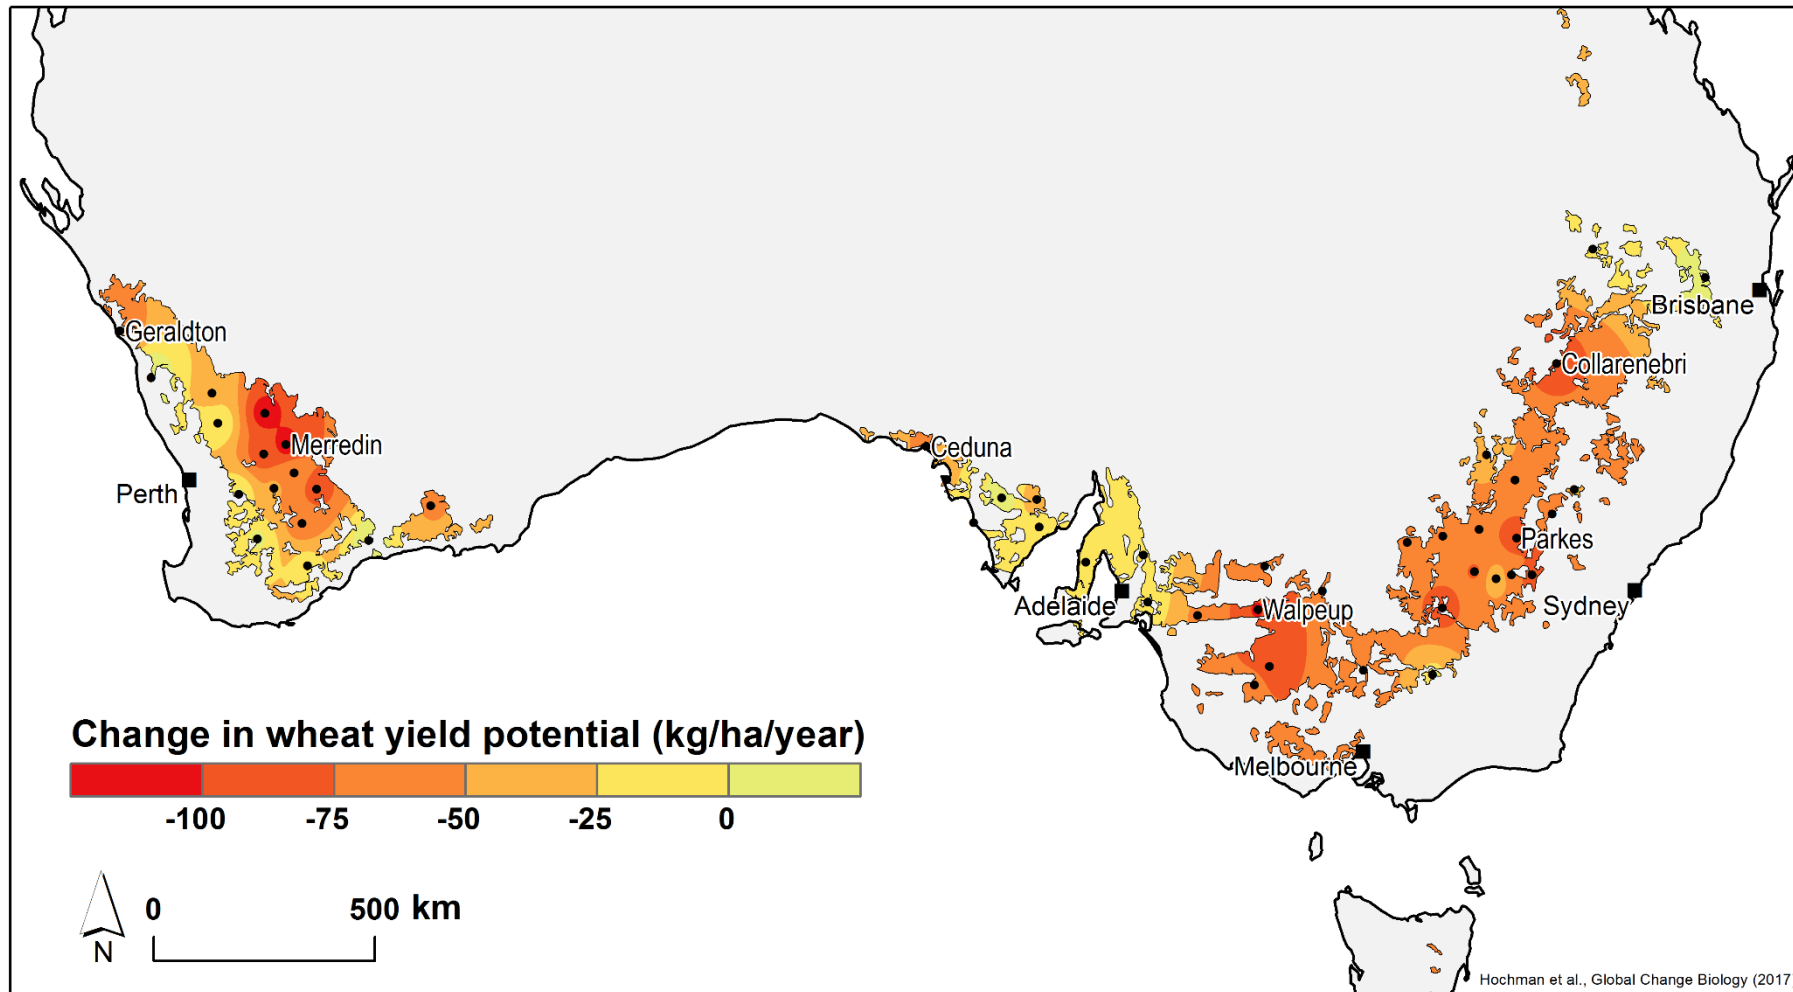 Geraldton
Merredin
Perth
Ceduna
Adelaide
Walpeup
Melbourne
Brisbane
Collarenebri
Parkes
Sydney
Change in wheat yield potential (kg/ha/year)
-100 -75 -50 -25 0
0 500 km
N
Hochman et al., Global Change Biology (2017)